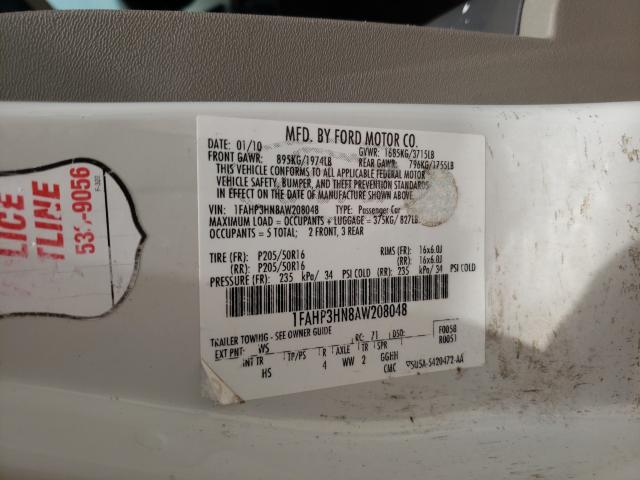 MFD. BY FORD MOTOR CO.
DATE: 01/10 GVWR: 1685KG/3715LB
FRONT GAWR: 895KG/1974LB REAR GAWR: 796KG/1755LB
THIS VEHICLE CONFORMS TO ALL APPLICABLE FEDERAL MOTOR
VEHICLE SAFETY, BUMPER, AND THEFT PREVENTION STANDARDS
IN EFFECT ON THE DATE OF MANUFACTURE SHOWN ABOVE.
VIN: 1FAHP3HN8AW208048 TYPE: Passenger Car
MAXIMUM LOAD = OCCUPANTS + LUGGAGE = 375KG/ 827LB
OCCUPANTS = 5 TOTAL: 2 FRONT, 3 REAR
TIRE (FR): P205/50R16 RIMS (FR): 16x6.0J
(RR): P205/50R16 (RR): 16x6.0J
PRESSURE (FR): 235 kPa/ 34 PSI COLD (RR): 235 kPa/ 34 PSI COLD
1FAHP3HN8AW208048
TRAILER TOWING - SEE OWNER GUIDE RC: 71 DSO: F0058
R0051
EXT PNT: WS
INT TR TP/PS R AXLE TR SPR
HS 4 WW 2 GGHH
CMC 5U5A-5420472-AA
LICE
TLINE
9056